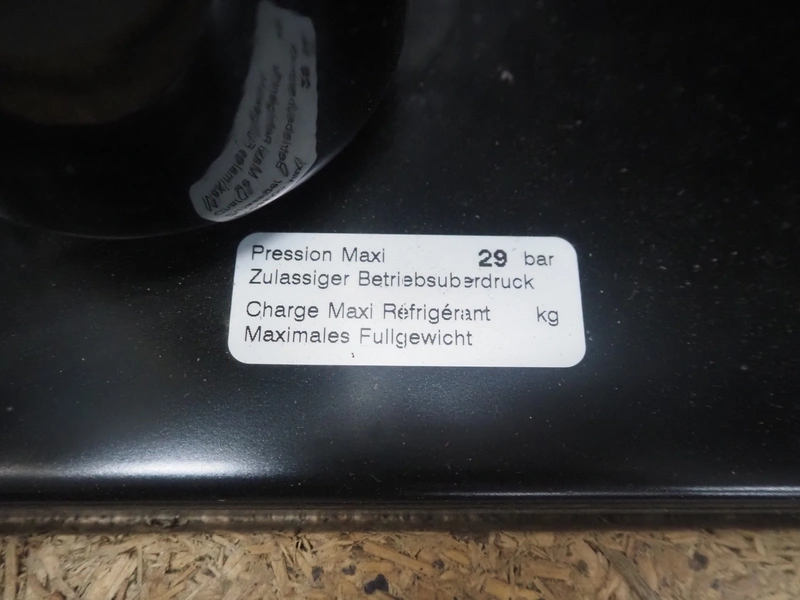 Pression Maxi 29 bar
Zulassiger Betriebsuberdruck
Charge Maxi Réfrigérant kg
Maximales Fullgewicht